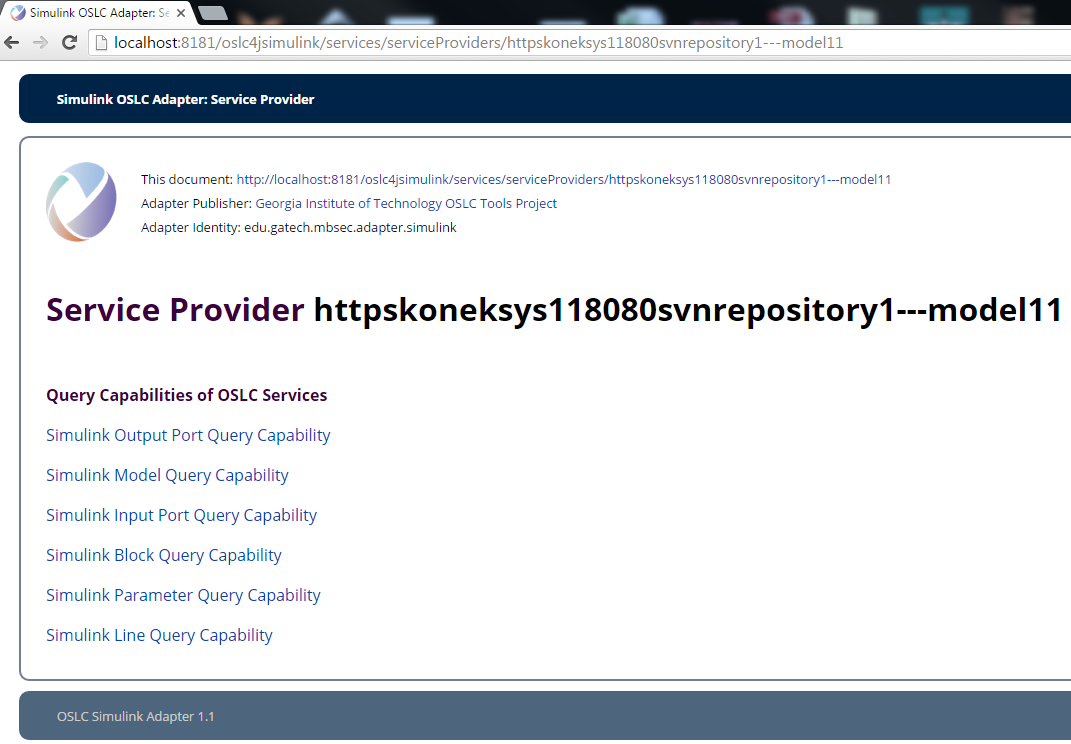 Simulink OSLC Adapter: Se
localhost:8181/oslc4jsimulink/services/serviceProviders/httpskoneksys118080svnrepository1---model11
Simulink OSLC Adapter: Service Provider
This document: http://localhost:8181/oslc4jsimulink/services/serviceProviders/httpskoneksys118080svnrepository1---model11
Adapter Publisher: Georgia Institute of Technology OSLC Tools Project
Adapter Identity: edu.gatech.mbsec.adapter.simulink
Service Provider httpskoneksys118080svnrepository1---model11
Query Capabilities of OSLC Services
Simulink Output Port Query Capability
Simulink Model Query Capability
Simulink Input Port Query Capability
Simulink Block Query Capability
Simulink Parameter Query Capability
Simulink Line Query Capability
OSLC Simulink Adapter 1.1